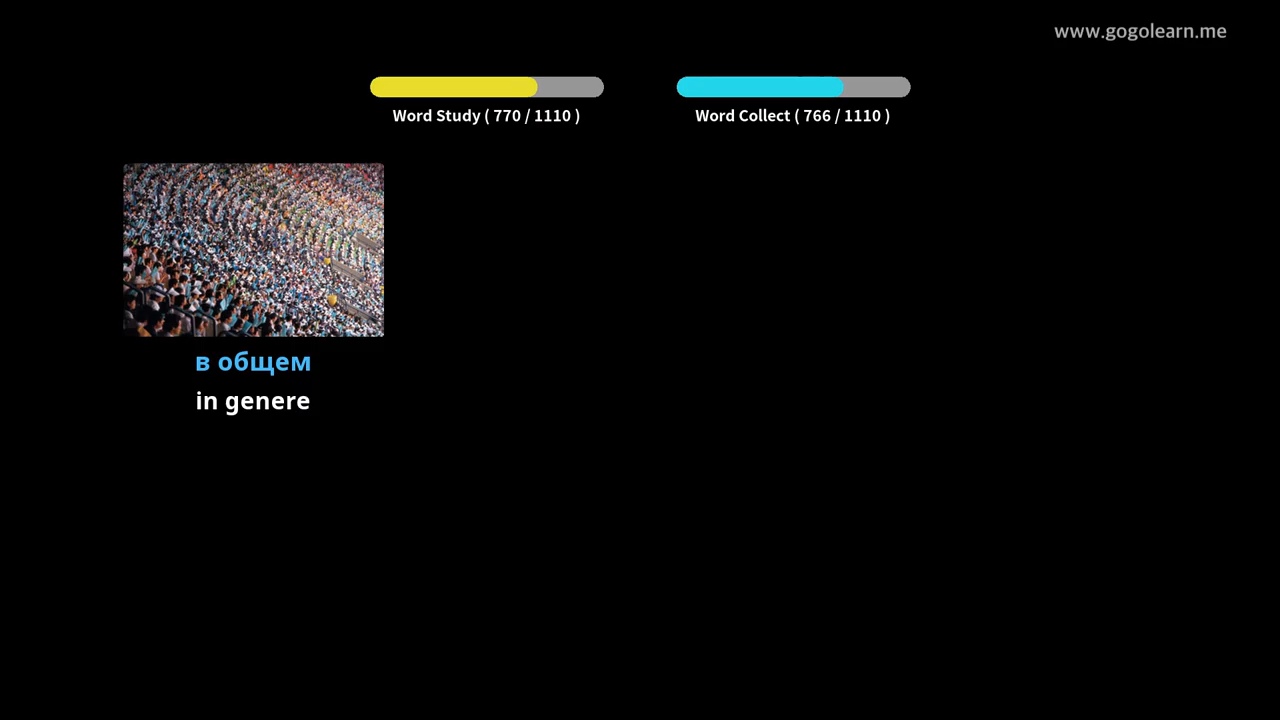 www.gogolearn.me
Word Study ( 770 / 1110 )
Word Collect ( 766 / 1110 )
в общем
in genere